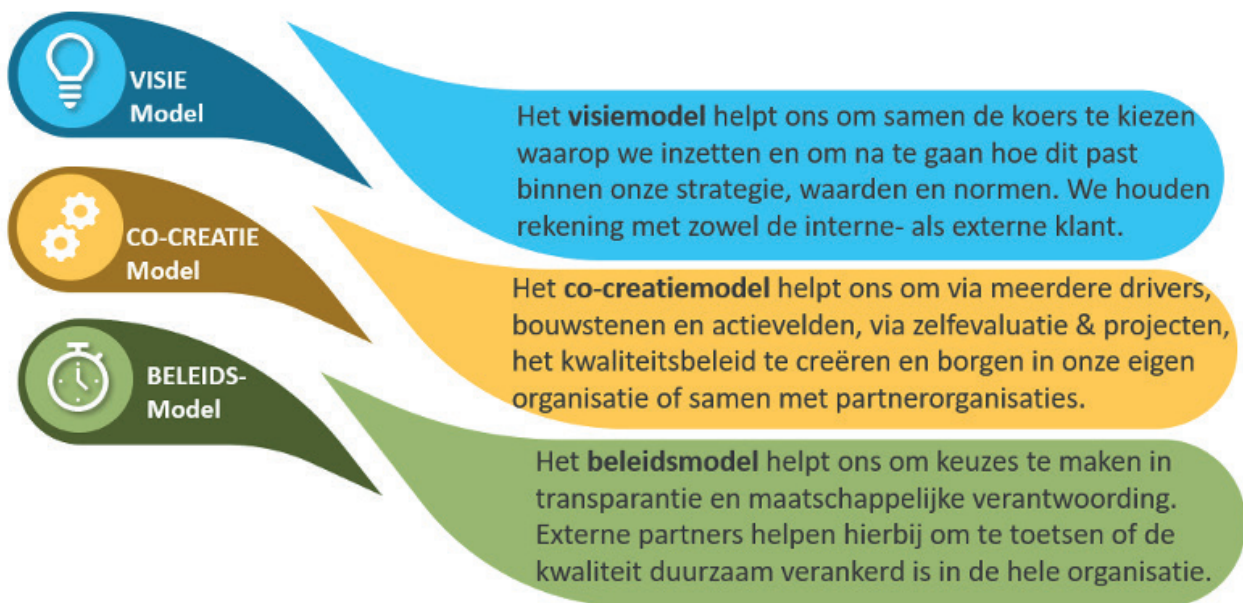 VISIE
Model
Het visiemodel helpt ons om samen de koers te kiezen
waarop we inzetten en om na te gaan hoe dit past
binnen onze strategie, waarden en normen. We houden
rekening met zowel de interne- als externe klant.
CO-CREATIE
Model
Het co-creatiemodel helpt ons om via meerdere drivers,
bouwstenen en actievelden, via zelfevaluatie & projecten,
het kwaliteitsbeleid te creëren en borgen in onze eigen
organisatie of samen met partnerorganisaties.
BELEIDS-
Model
Het beleidsmodel helpt ons om keuzes te maken in
transparantie en maatschappelijke verantwoording.
Externe partners helpen hierbij om te toetsen of de
kwaliteit duurzaam verankerd is in de hele organisatie.